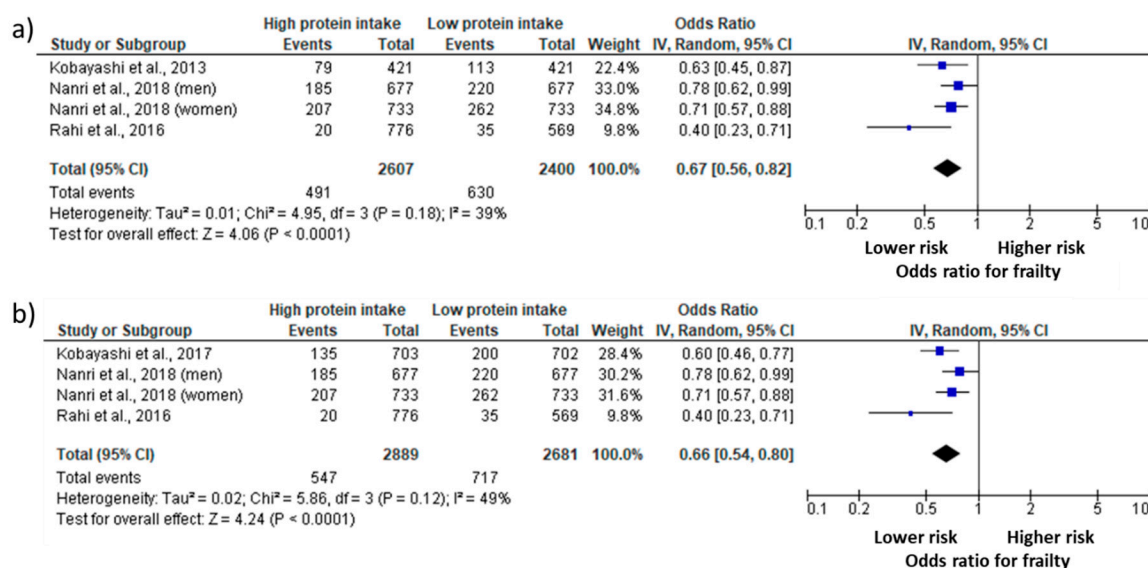 a)
High protein intake Low protein intake Odds Ratio Odds Ratio
Study or Subgroup Events Total Events Total Weight IV, Random, 95% CI IV, Random, 95% CI
Kobayashi et al., 2013 79 421 113 421 22.4% 0.63 [0.45, 0.87]
Nanri et al., 2018 (men) 185 677 220 677 33.0% 0.78 [0.62, 0.99]
Nanri et al., 2018 (women) 207 733 262 733 34.8% 0.71 [0.57, 0.88]
Rahi et al., 2016 20 776 35 569 9.8% 0.40 [0.23, 0.71]
Total (95% CI) 2607 2400 100.0% 0.67 [0.56, 0.82]
Total events 491 630
Heterogeneity: Tau² = 0.01; Chi² = 4.95, df = 3 (P = 0.18); I² = 39%
Test for overall effect: Z = 4.06 (P < 0.0001)
0.1 0.2 0.5 1 2 5 10
Lower risk Higher risk
Odds ratio for frailty
b)
High protein intake Low protein intake Odds Ratio Odds Ratio
Study or Subgroup Events Total Events Total Weight IV, Random, 95% CI IV, Random, 95% CI
Kobayashi et al., 2017 135 703 200 702 28.4% 0.60 [0.46, 0.77]
Nanri et al., 2018 (men) 185 677 220 677 30.2% 0.78 [0.62, 0.99]
Nanri et al., 2018 (women) 207 733 262 733 31.6% 0.71 [0.57, 0.88]
Rahi et al., 2016 20 776 35 569 9.8% 0.40 [0.23, 0.71]
Total (95% CI) 2889 2681 100.0% 0.66 [0.54, 0.80]
Total events 547 717
Heterogeneity: Tau² = 0.02; Chi² = 5.86, df = 3 (P = 0.12); I² = 49%
Test for overall effect: Z = 4.24 (P < 0.0001)
0.1 0.2 0.5 1 2 5 10
Lower risk Higher risk
Odds ratio for frailty